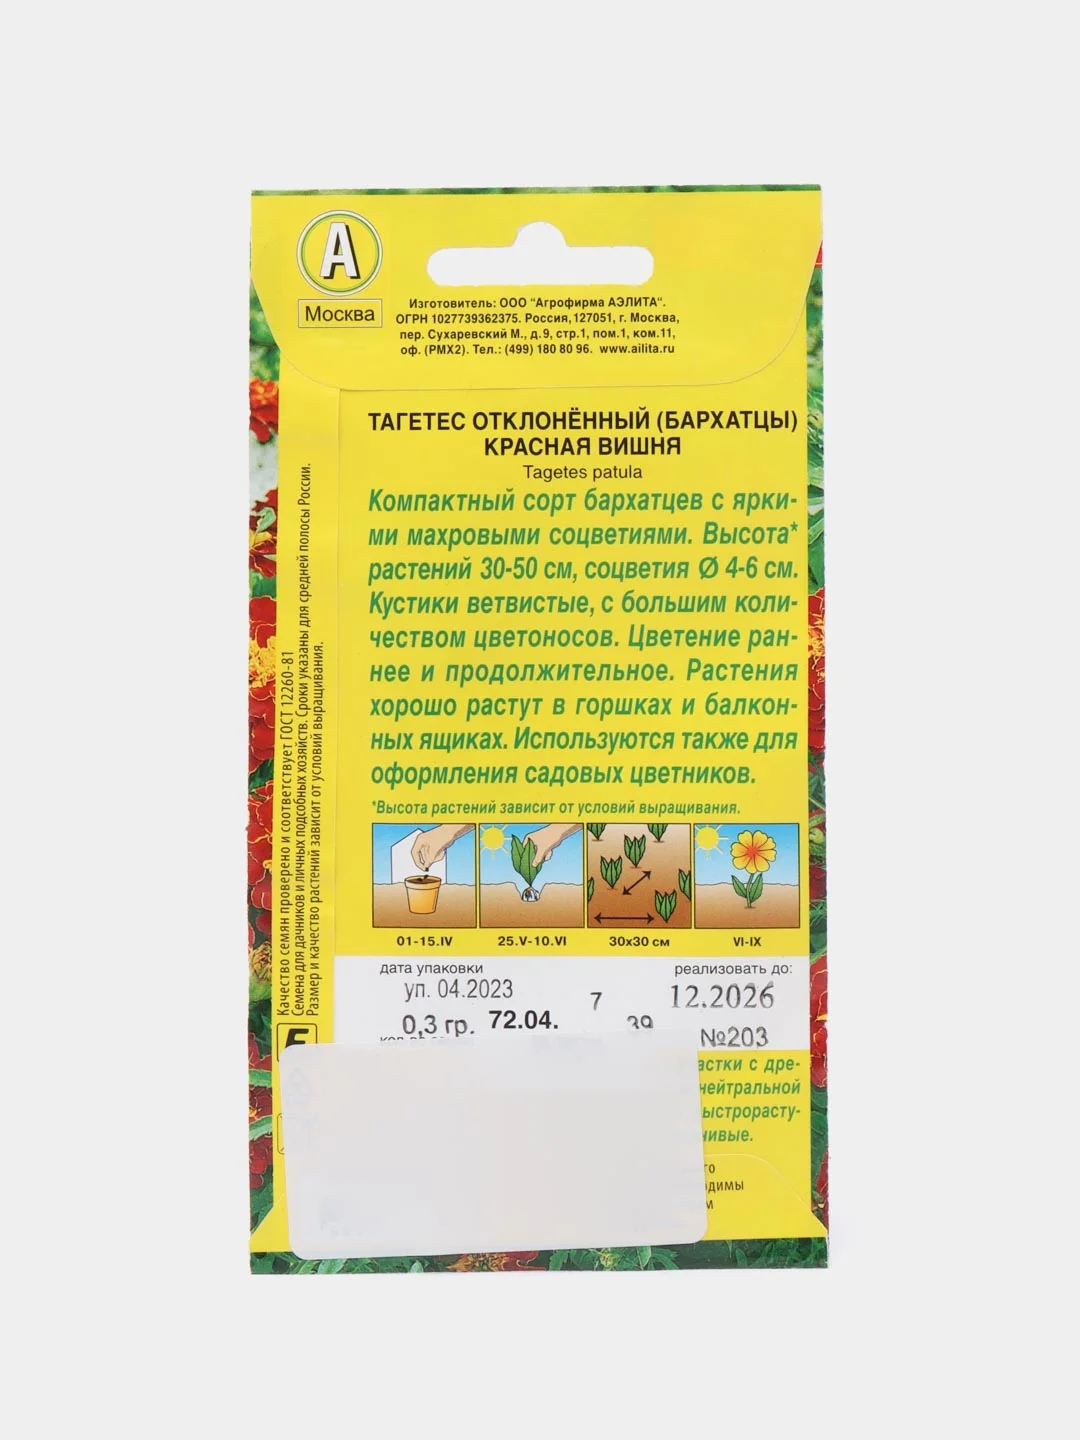 А
Москва
Изготовитель: ООО "Агрофирма АЭЛИТА".
ОГРН 1027739362375. Россия,127051, г. Москва,
пер. Сухаревский М., д.9, стр.1, пом.1, ком.11,
оф. (РМХ2). Тел.: (499) 180 80 96. www.ailita.ru
ТАГЕТЕС ОТКЛОНЁННЫЙ (БАРХАТЦЫ)
КРАСНАЯ ВИШНЯ
Tagetes patula
Компактный сорт бархатцев с ярки-
ми махровыми соцветиями. Высота*
растений 30-50 см, соцветия Ø 4-6 см.
Кустики ветвистые, с большим коли-
чеством цветоносов. Цветение ран-
нее и продолжительное. Растения
хорошо растут в горшках и балкон-
ных ящиках. Используются также для
оформления садовых цветников.
*Высота растений зависит от условий выращивания.
01-15.IV 25.V-10.VI 30x30 см VI-IX
дата упаковки реализовать до:
уп. 04.2023 7 12.2026
0,3 гр. 72.04. 39 №203
астки с дре-
нейтральной
ыстрорасту-
ивые.
го
димы
м
Качество семян проверено и соответствует ГОСТ 12260-81
Семена для дачников и личных подсобных хозяйств. Сроки указаны для средней полосы России.
Размер и качество растений зависит от условий выращивания.